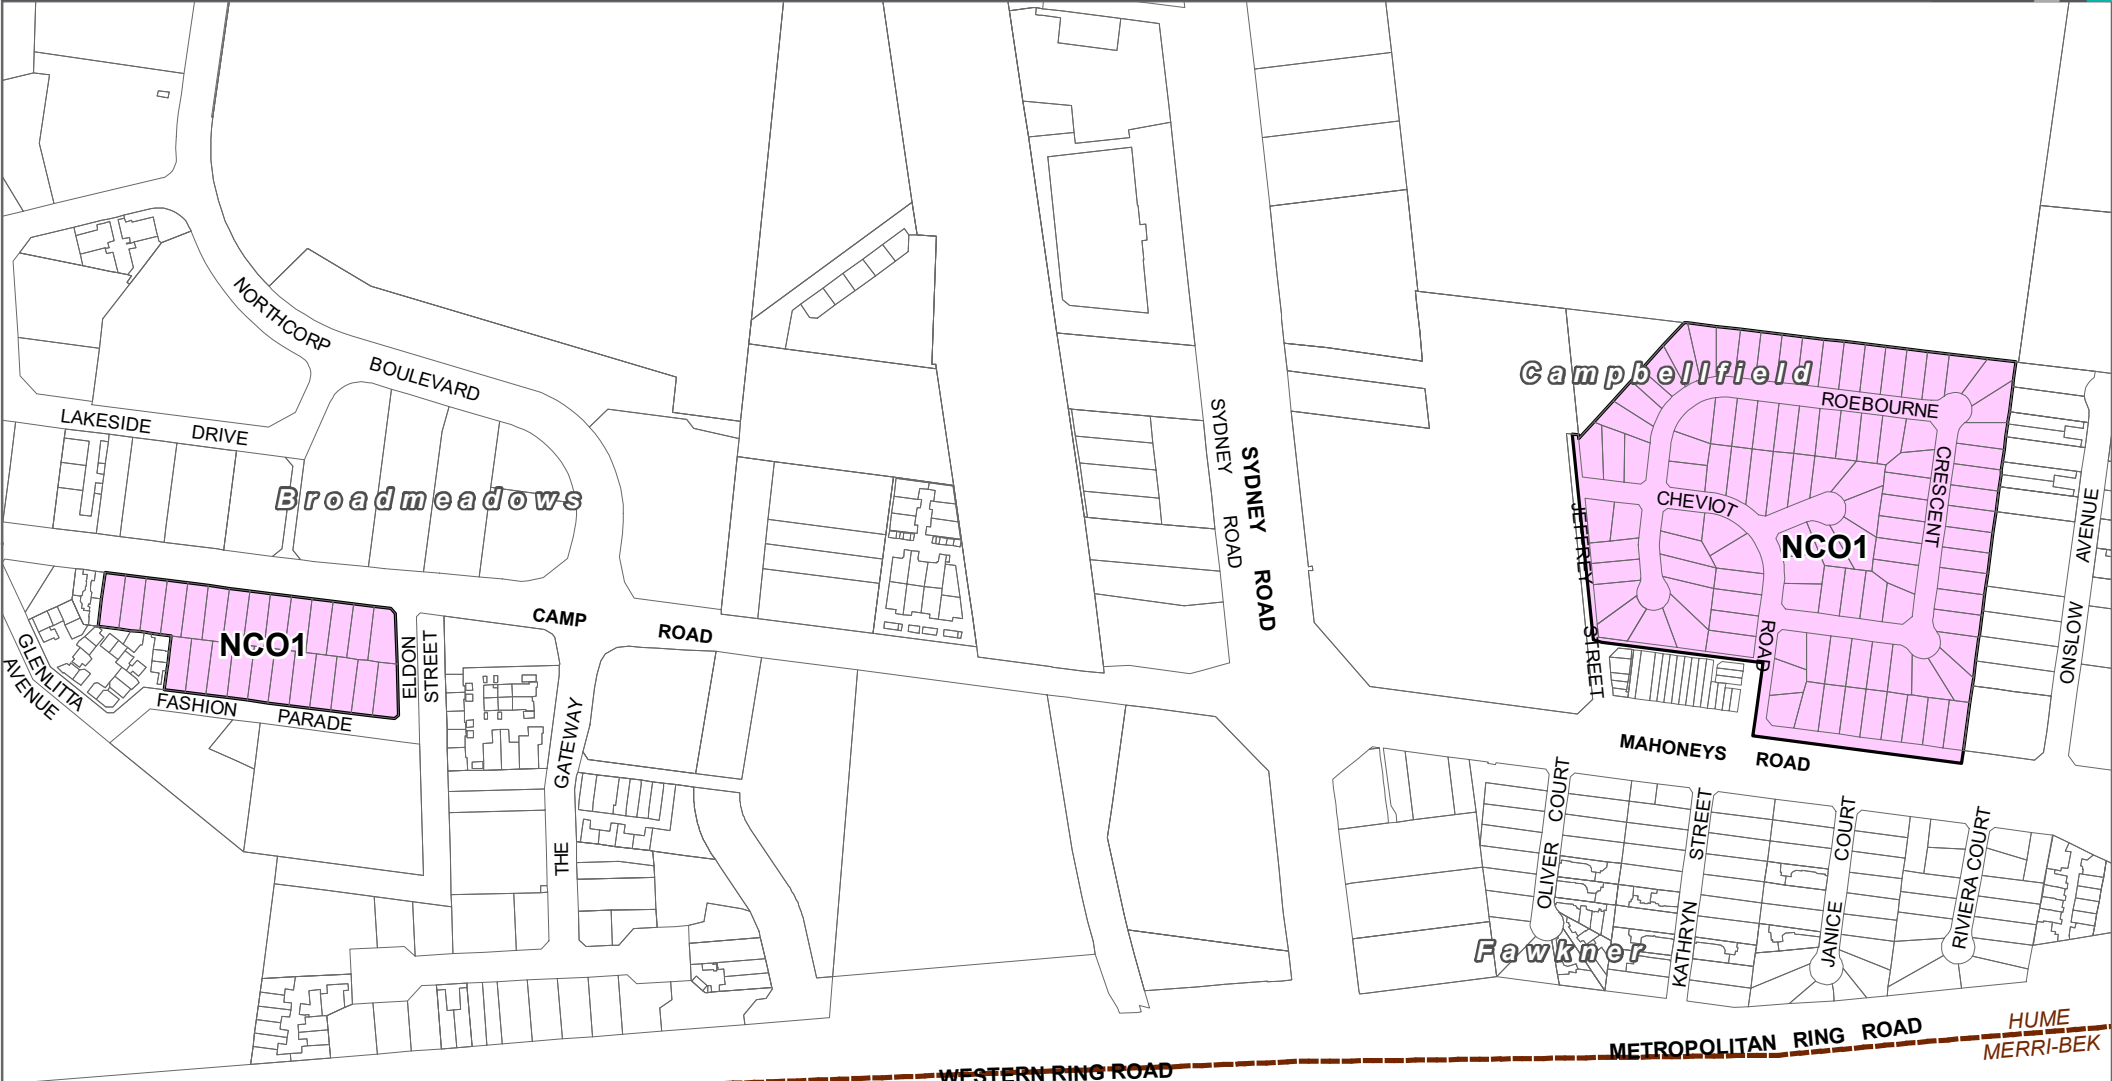 NORTHCORP BOULEVARD
LAKESIDE DRIVE
Broadmeadows
Campbellfield
ROEBOURNE
CRESCENT
CHEVIOT
ROAD
NCO1
JEFFREY STREET
ONSLOW AVENUE
SYDNEY ROAD
SYDNEY ROAD
NCO1
CAMP ROAD
ELDON
STREET
GLENLITTA
AVENUE
FASHION PARADE
THE GATEWAY
MAHONEYS ROAD
OLIVER COURT
KATHRYN STREET
JANICE COURT
RIVIERA COURT
Fawkner
HUME
MERRI-BEK
METROPOLITAN RING ROAD
WESTERN RING ROAD